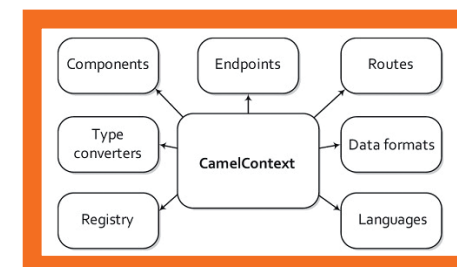 Components
Endpoints
Routes
Type
converters
CamelContext
Data formats
Registry
Languages